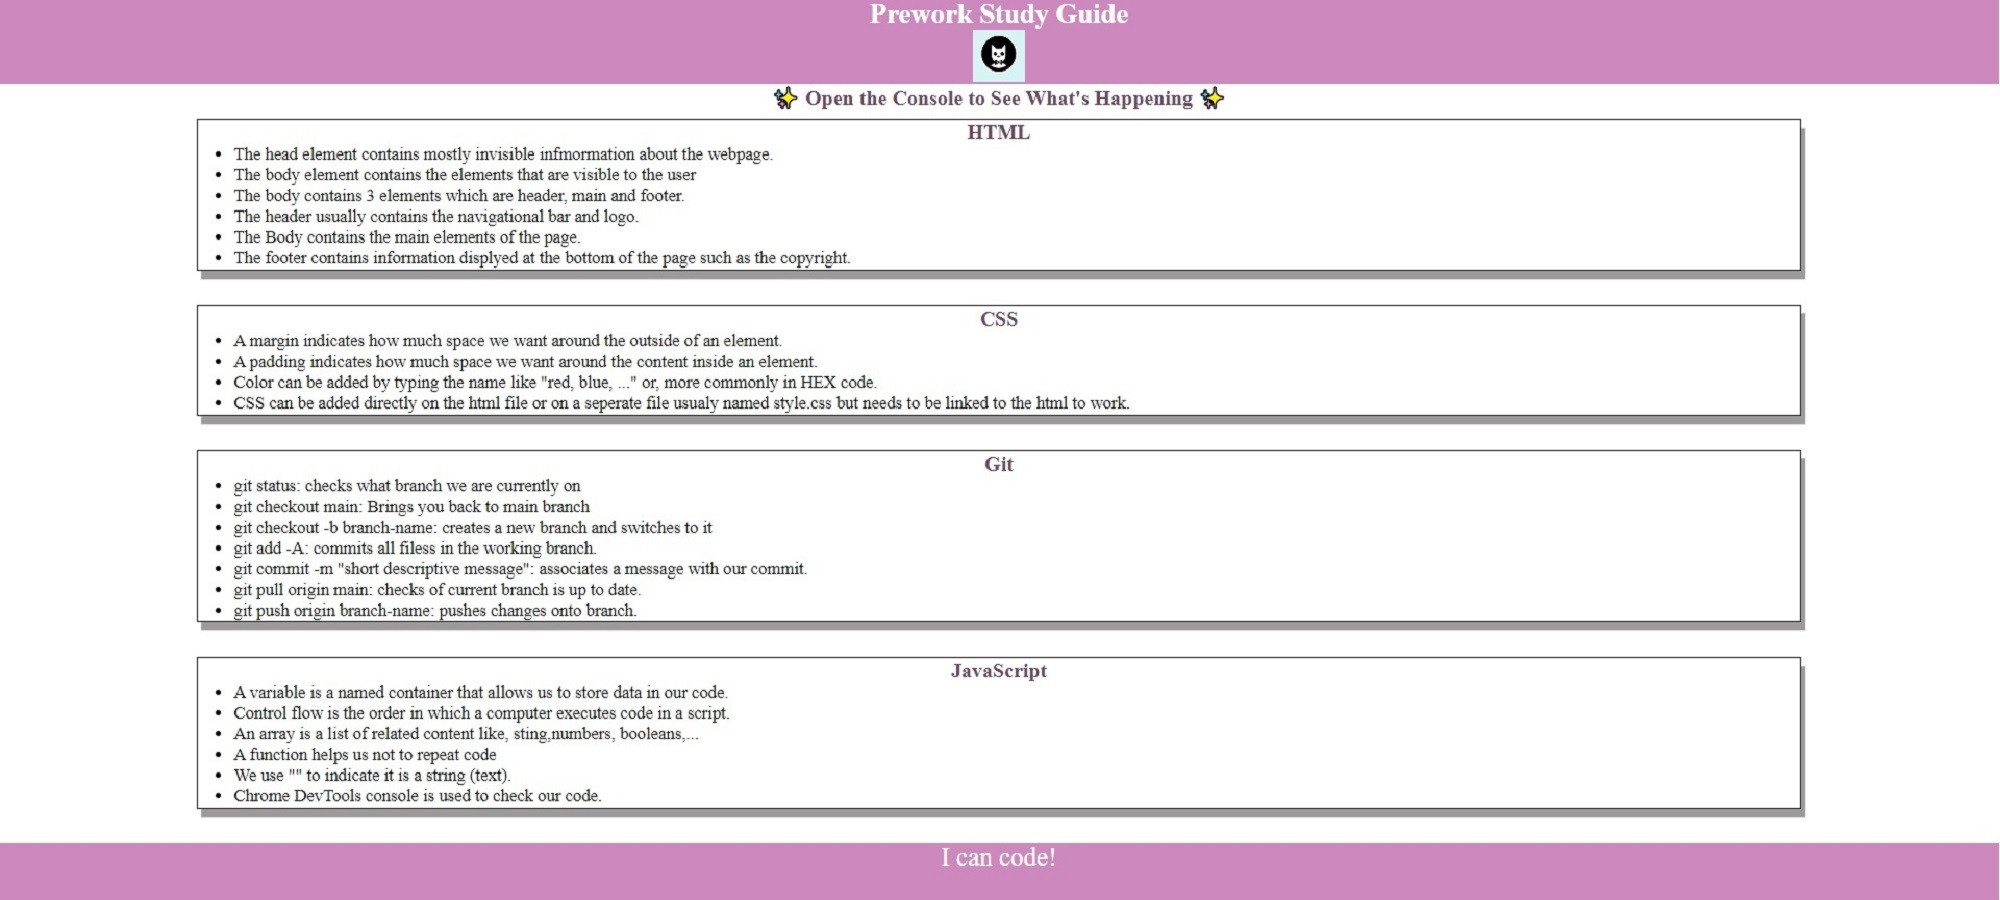 Prework Study Guide
✨ Open the Console to See What's Happening ✨
HTML
• The head element contains mostly invisible infmormation about the webpage.
• The body element contains the elements that are visible to the user
• The body contains 3 elements which are header, main and footer.
• The header usually contains the navigational bar and logo.
• The Body contains the main elements of the page.
• The footer contains information displyed at the bottom of the page such as the copyright.
CSS
• A margin indicates how much space we want around the outside of an element.
• A padding indicates how much space we want around the content inside an element.
• Color can be added by typing the name like "red, blue, ..." or, more commonly in HEX code.
• CSS can be added directly on the html file or on a seperate file usualy named style.css but needs to be linked to the html to work.
Git
• git status: checks what branch we are currently on
• git checkout main: Brings you back to main branch
• git checkout -b branch-name: creates a new branch and switches to it
• git add -A: commits all filess in the working branch.
• git commit -m "short descriptive message": associates a message with our commit.
• git pull origin main: checks of current branch is up to date.
• git push origin branch-name: pushes changes onto branch.
JavaScript
• A variable is a named container that allows us to store data in our code.
• Control flow is the order in which a computer executes code in a script.
• An array is a list of related content like, sting,numbers, booleans,...
• A function helps us not to repeat code
• We use "" to indicate it is a string (text).
• Chrome DevTools console is used to check our code.
I can code!